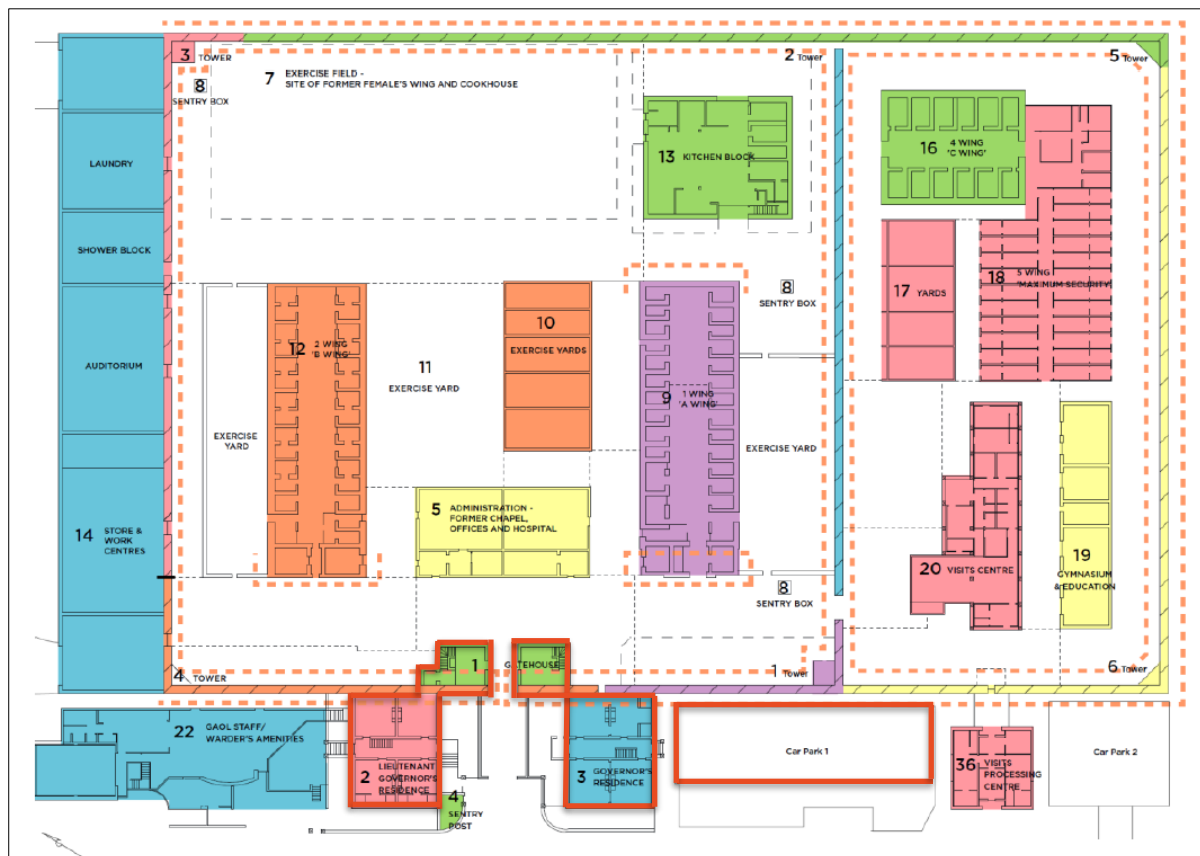 3 TOWER
8
SENTRY BOX
7 EXERCISE FIELD -
SITE OF FORMER FEMALE'S WING AND COOKHOUSE
2 Tower
5 Tower
LAUNDRY
13 KITCHEN BLOCK
16 4 WING
'C WING'
SHOWER BLOCK
17 YARDS
18 5 WING
'MAXIMUM SECURITY'
8
SENTRY BOX
AUDITORIUM
12 2 WING
'B WING'
11
EXERCISE YARD
10
EXERCISE YARDS
9 1 WING
'A WING'
EXERCISE
YARD
EXERCISE YARD
14 STORE &
WORK
CENTRES
5 ADMINISTRATION -
FORMER CHAPEL,
OFFICES AND HOSPITAL
20 VISITS CENTRE
19
GYMNASIUM
& EDUCATION
8
SENTRY BOX
4 TOWER
1 GATEHOUSE
1 Tower
6 Tower
22 GAOL STAFF/
WARDER'S AMENITIES
2 LIEUTENANT
GOVERNOR'S
RESIDENCE
3 GOVERNOR'S
RESIDENCE
4
SENTRY
POST
Car Park 1
36 VISITS
PROCESSING
CENTRE
Car Park 2